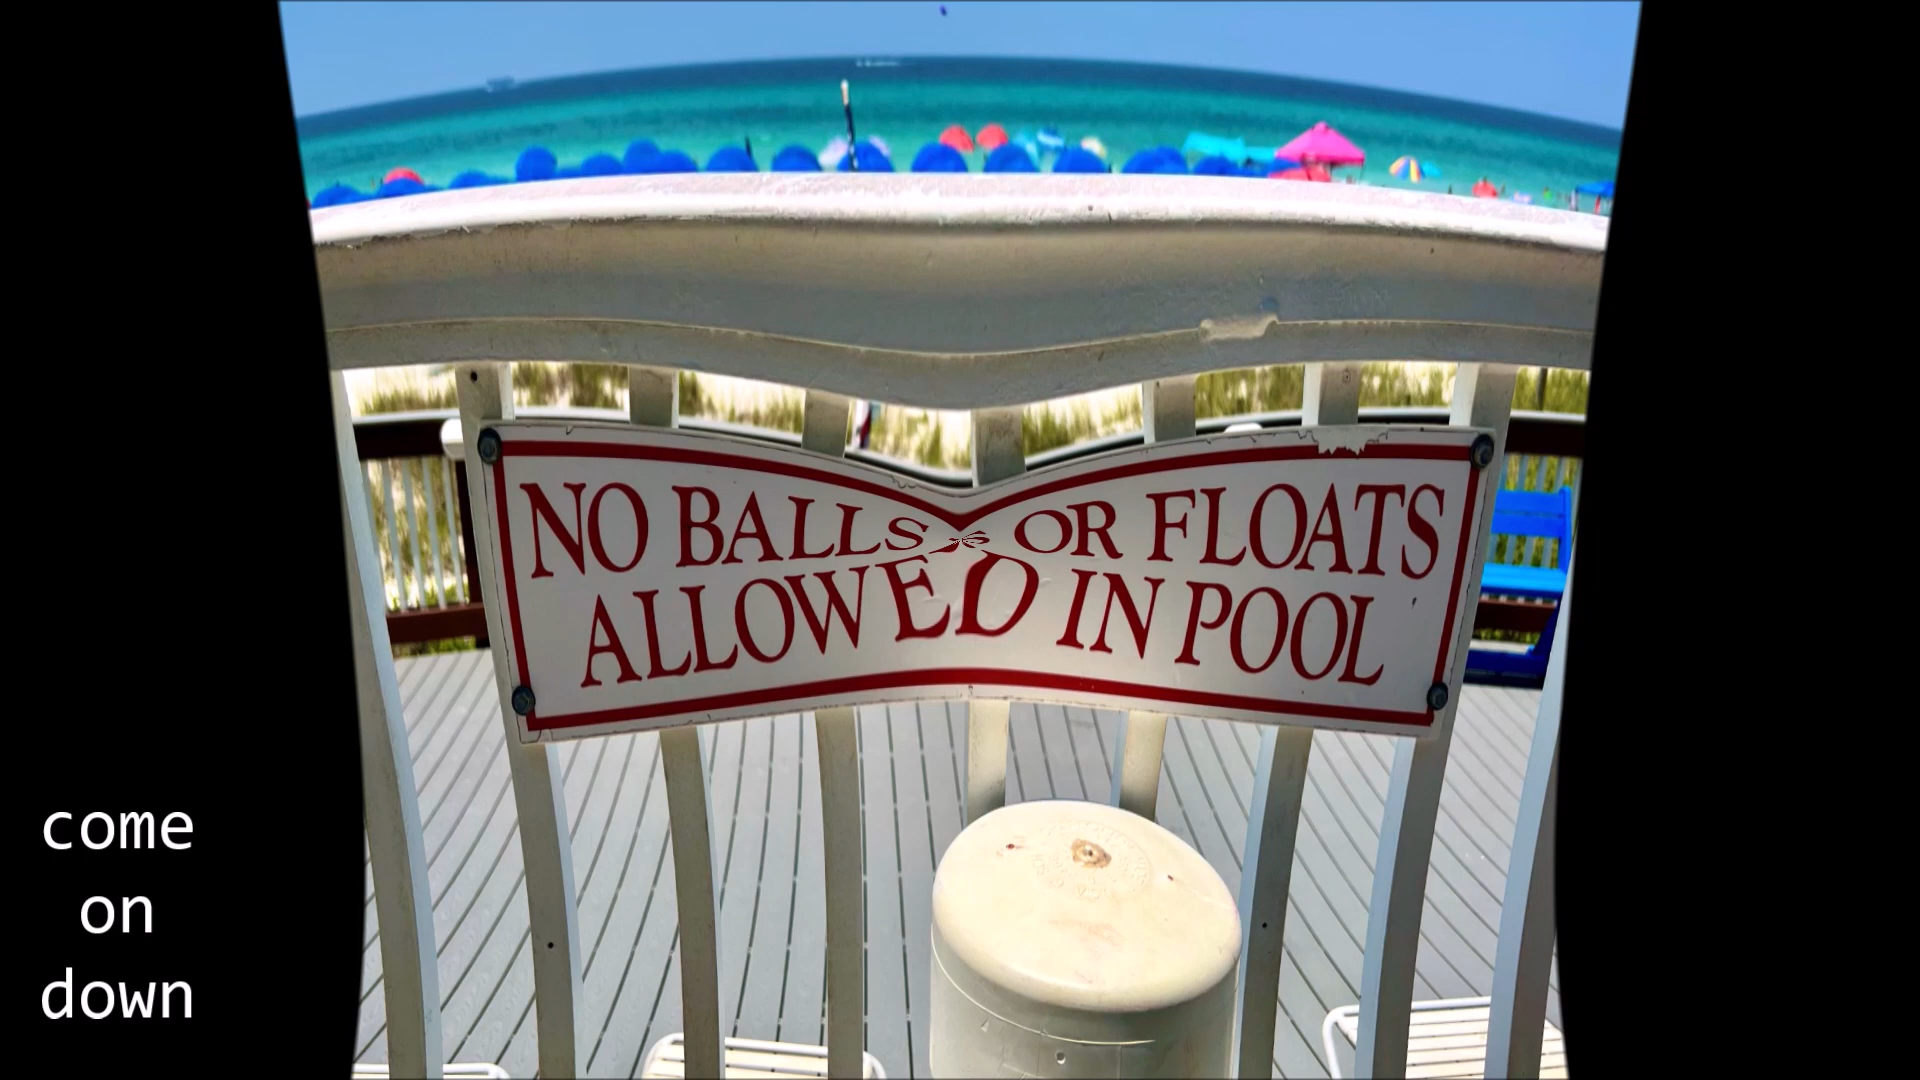 NO BALLS OR FLOATS
ALLOWED IN POOL
come
on
down